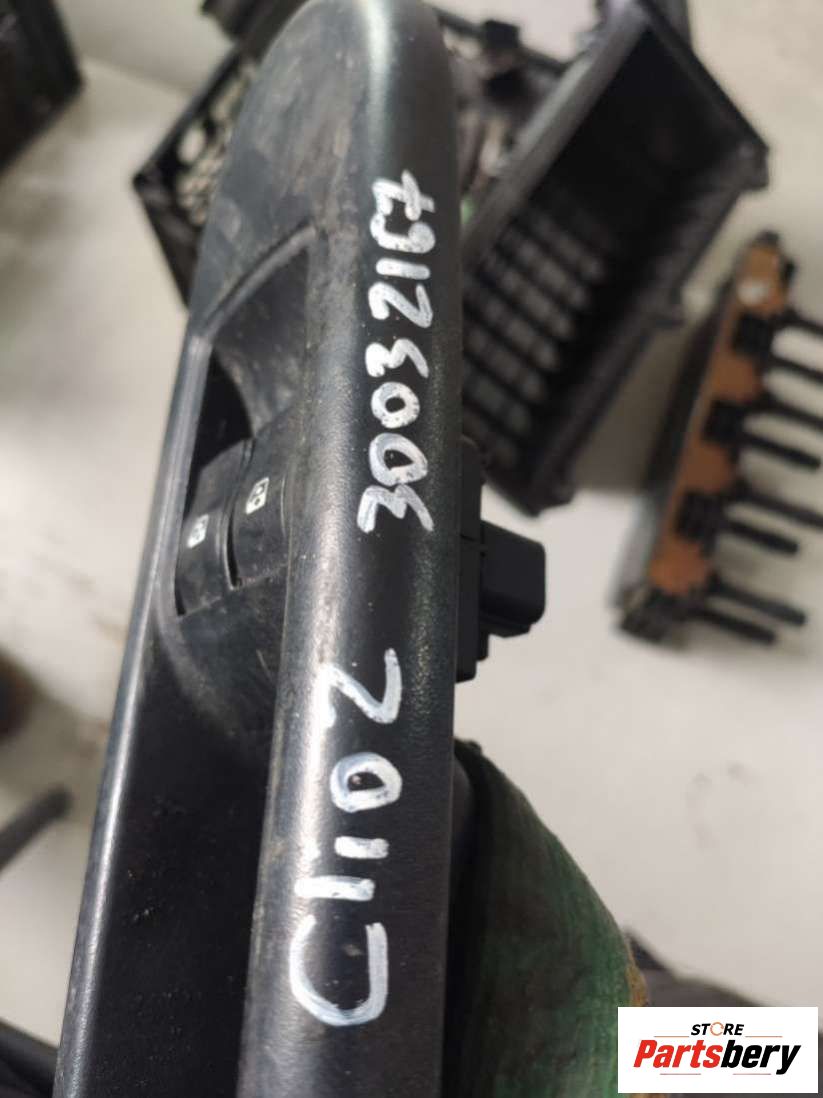 30032167
Clio 2
STORE
Partsbery